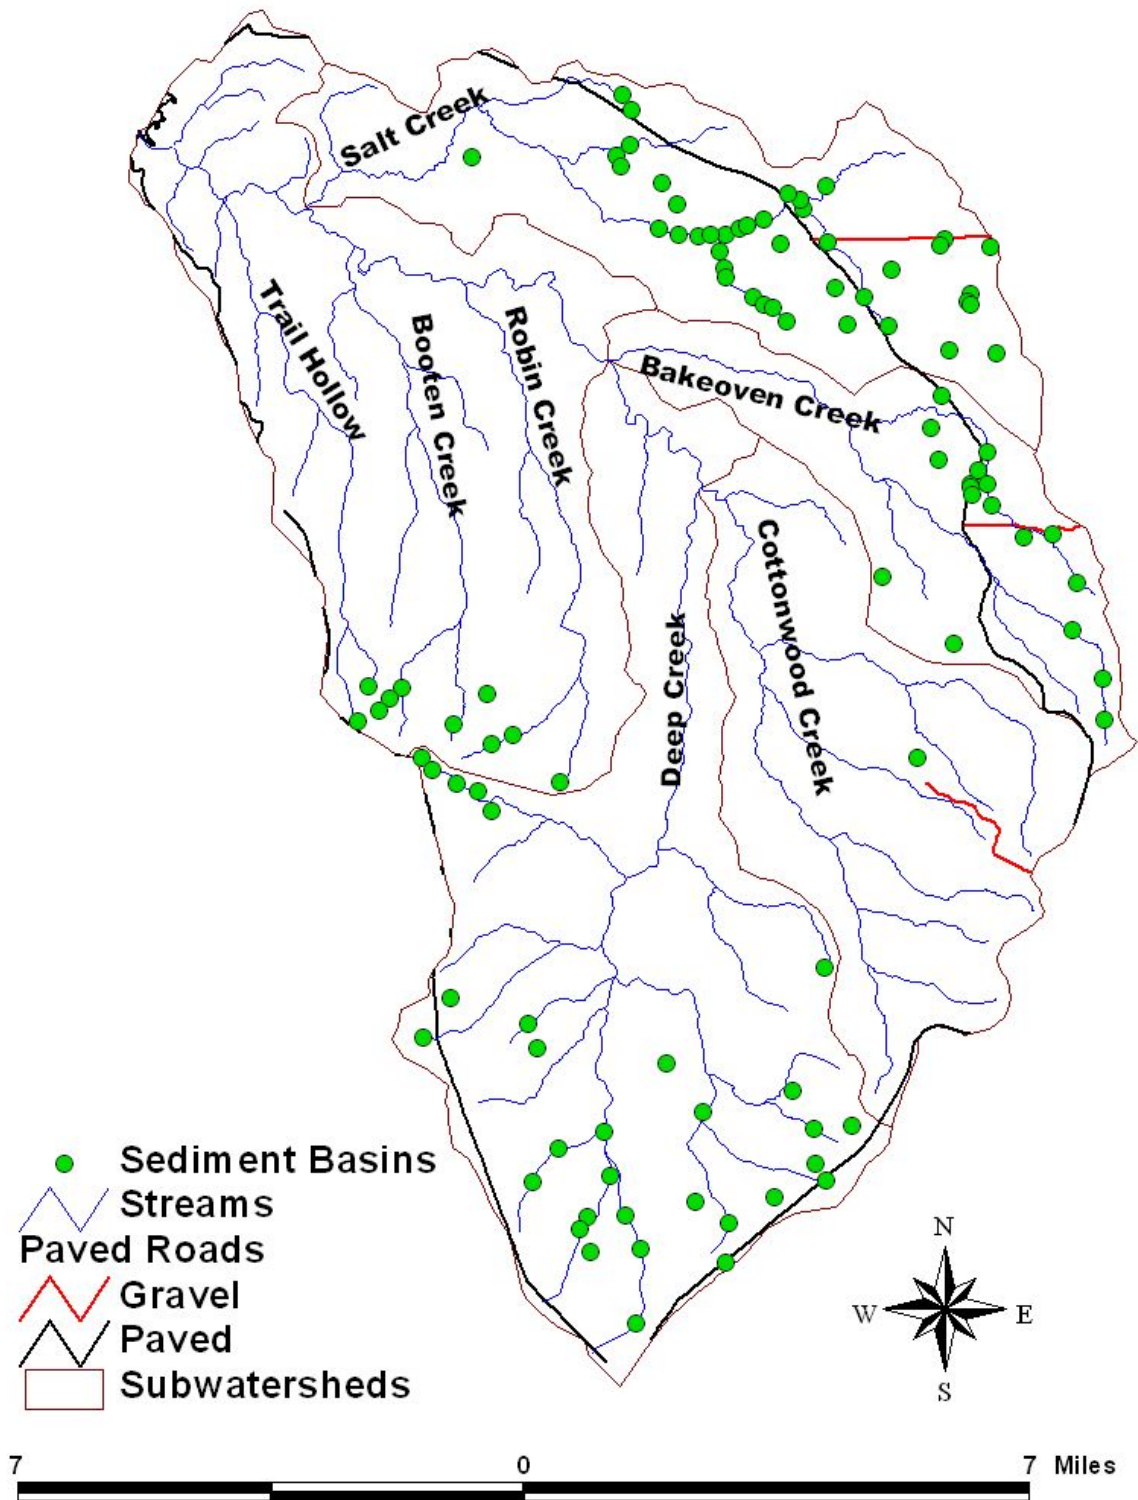 Salt Creek
Trail Hollow
Booten Creek
Robin Creek
Bakeoven Creek
Cottonwood Creek
Deep Creek
Sediment Basins
Streams
Paved Roads
Gravel
Paved
Subwatersheds
N
W E
S
7 0 7 Miles